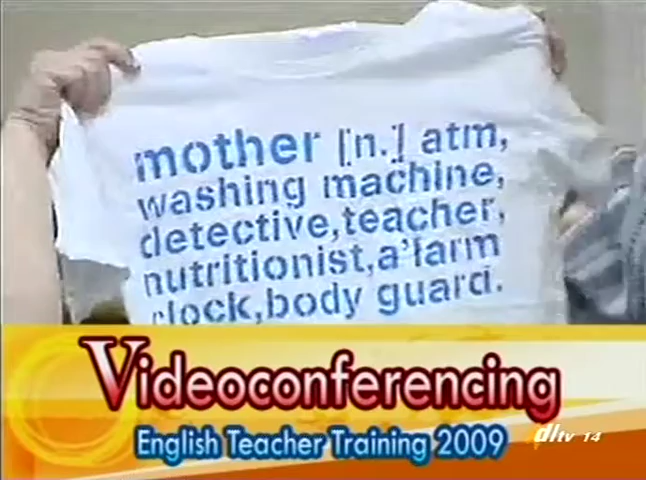 mother [n.] atm,
washing machine,
detective,teacher,
nutritionist,a'larm
clock,body guard.
Videoconferencing
English Teacher Training 2009
dltv 14